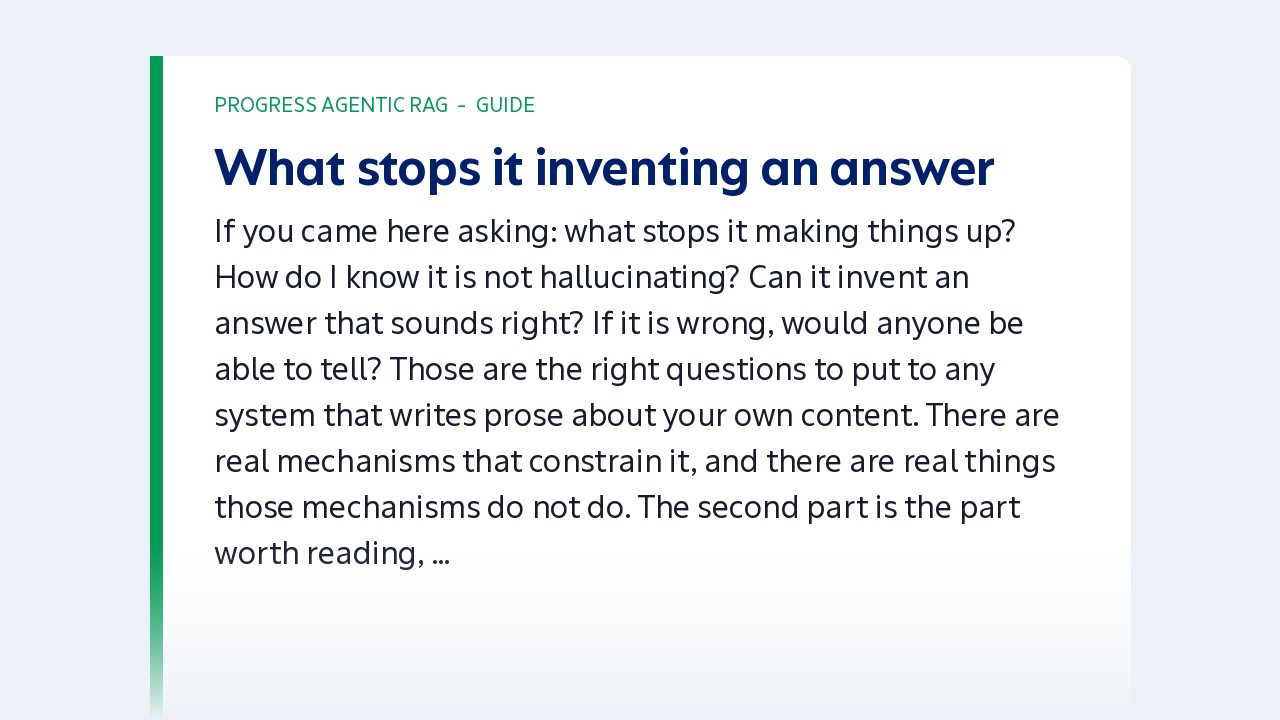 PROGRESS AGENTIC RAG - GUIDE
What stops it inventing an answer
If you came here asking: what stops it making things up?
How do I know it is not hallucinating? Can it invent an
answer that sounds right? If it is wrong, would anyone be
able to tell? Those are the right questions to put to any
system that writes prose about your own content. There are
real mechanisms that constrain it, and there are real things
those mechanisms do not do. The second part is the part
worth reading, ...